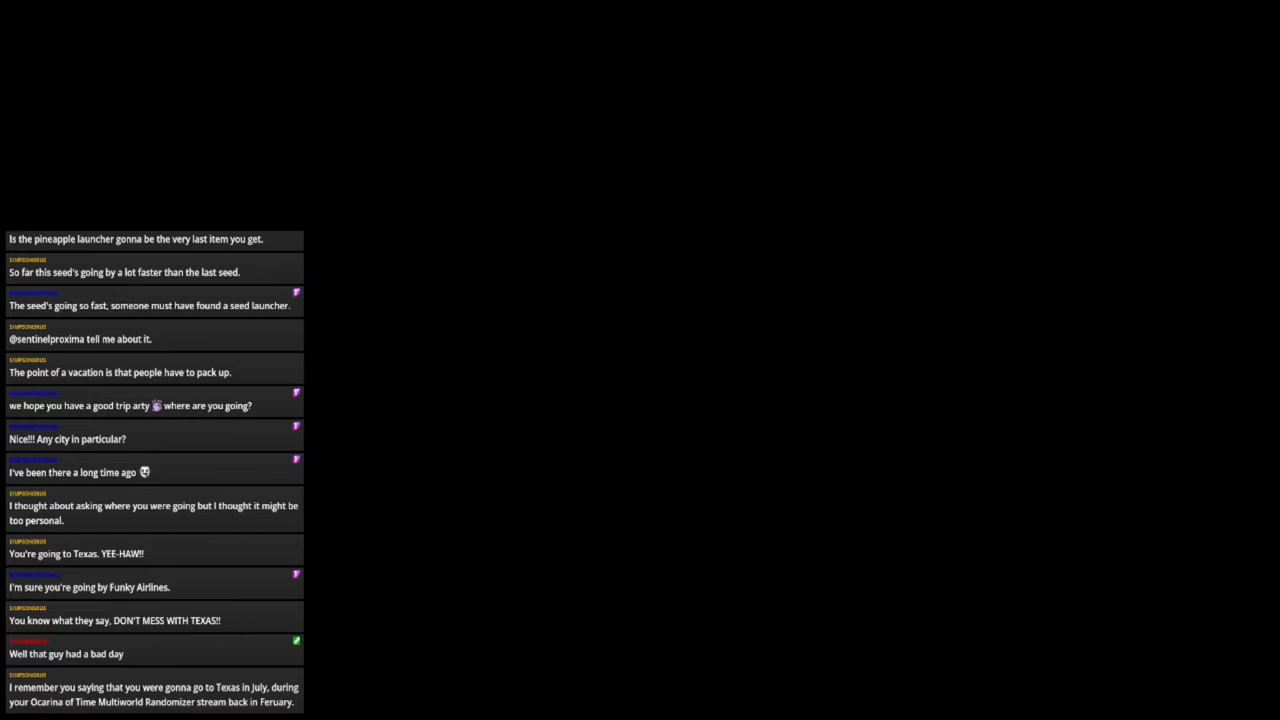 Is the pineapple launcher gonna be the very last item you get.
SIMPSONSRUS
So far this seed's going by a lot faster than the last seed.
The seed's going so fast, someone must have found a seed launcher.
SIMPSONSRUS
@sentinelproxima tell me about it.
SIMPSONSRUS
The point of a vacation is that people have to pack up.
we hope you have a good trip arty where are you going?
Nice!!! Any city in particular?
I've been there a long time ago
SIMPSONSRUS
I thought about asking where you were going but I thought it might be
too personal.
SIMPSONSRUS
You're going to Texas. YEE-HAW!!
I'm sure you're going by Funky Airlines.
SIMPSONSRUS
You know what they say, DON'T MESS WITH TEXAS!!
Well that guy had a bad day
SIMPSONSRUS
I remember you saying that you were gonna go to Texas in July, during
your Ocarina of Time Multiworld Randomizer stream back in Feruary.